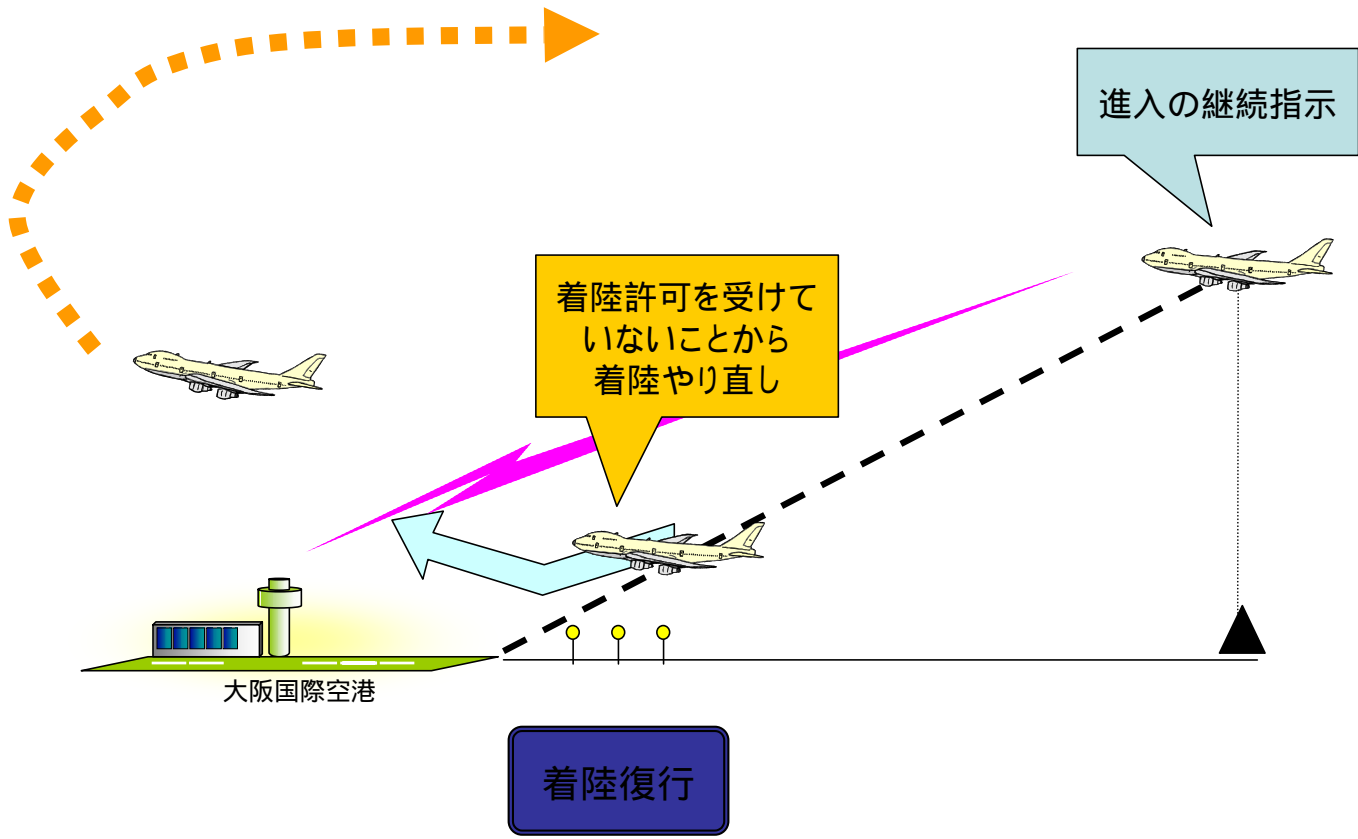 進入の継続指示
着陸許可を受けて
いないことから
着陸やり直し
大阪国際空港
着陸復行